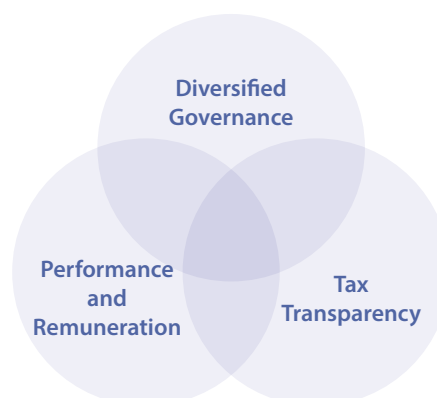 Diversified
Governance
Performance
and
Remuneration
Tax
Transparency